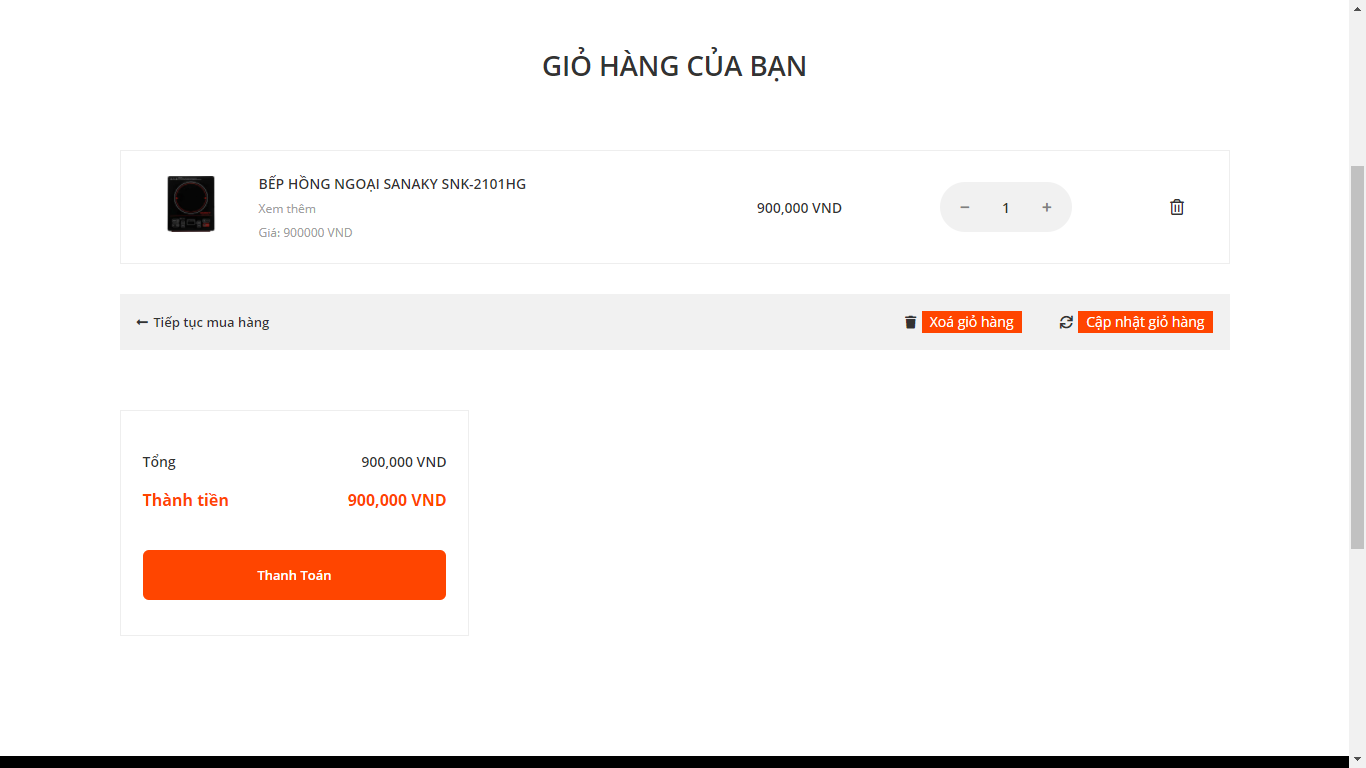 GIỎ HÀNG CỦA BẠN
BẾP HỒNG NGOẠI SANAKY SNK-2101HG
Xem thêm
Giá: 900000 VND
900,000 VND
− 1 +
Tiếp tục mua hàng
Xoá giỏ hàng
Cập nhật giỏ hàng
Tổng 900,000 VND
Thành tiền 900,000 VND
Thanh Toán